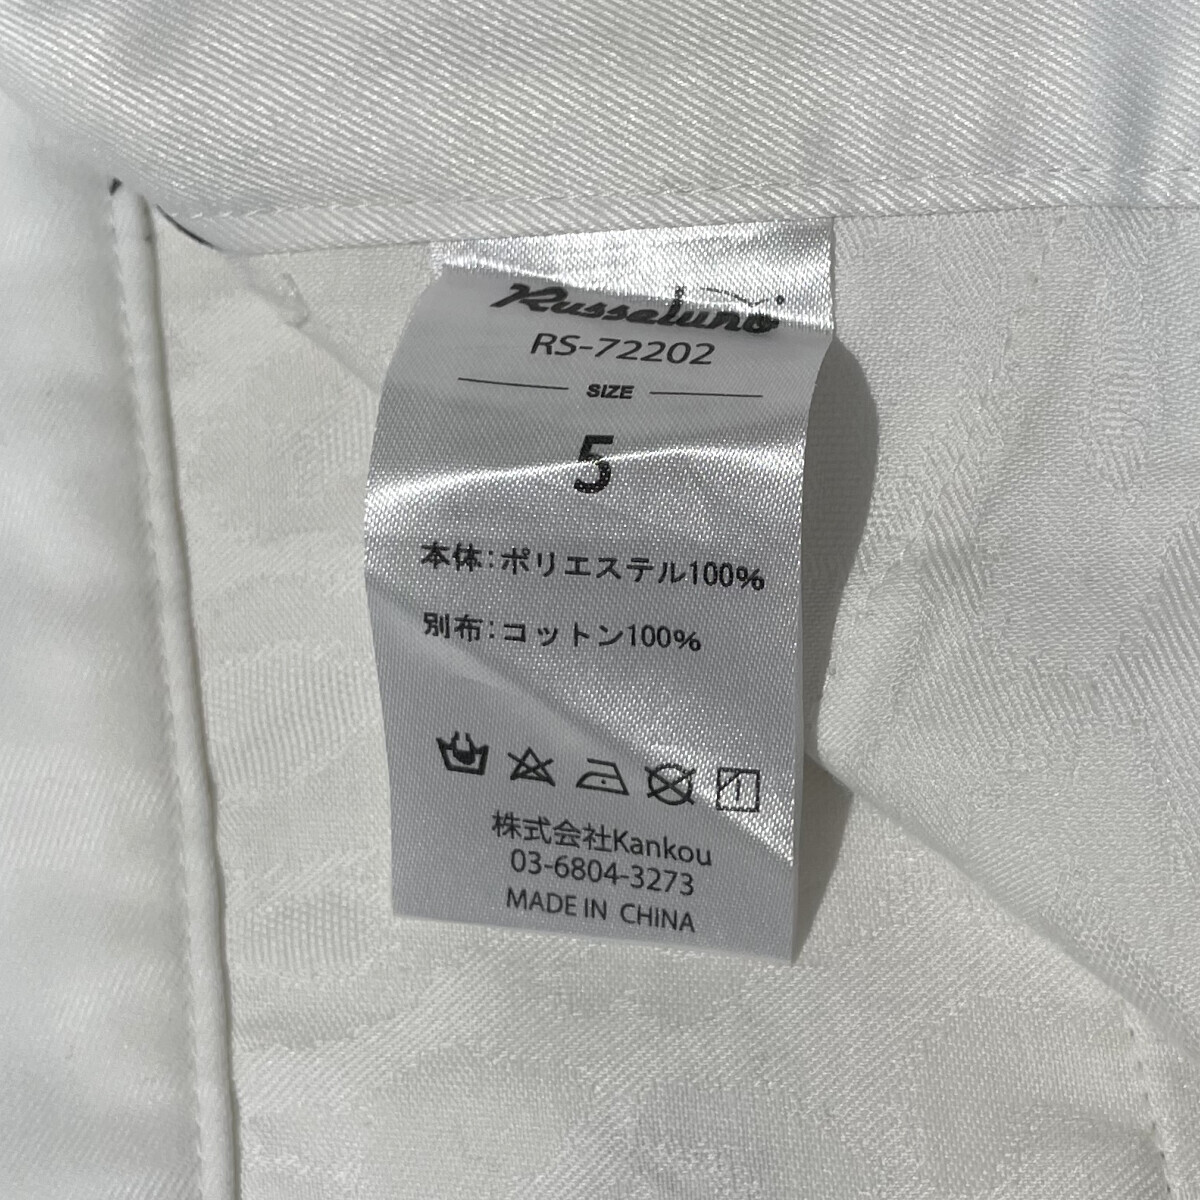 Russeluno
RS-72202
SIZE
5
本体:ポリエステル100%
別布:コットン100%
株式会社Kankou
03-6804-3273
MADE IN CHINA